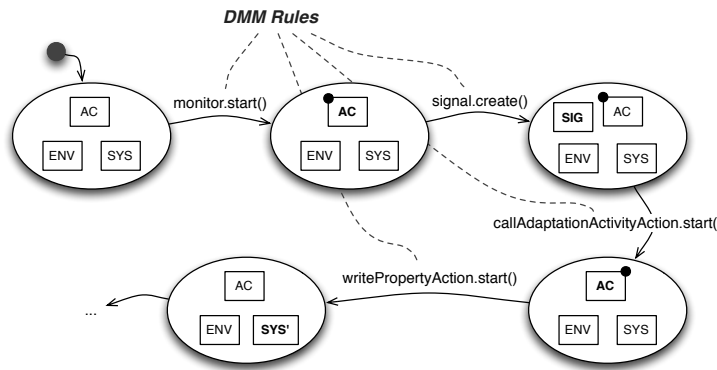 DMM Rules
AC
ENV SYS
monitor.start()
AC
ENV SYS
signal.create()
SIG AC
ENV SYS
callAdaptationActivityAction.start(
AC
ENV SYS
writePropertyAction.start()
AC
ENV SYS'
...